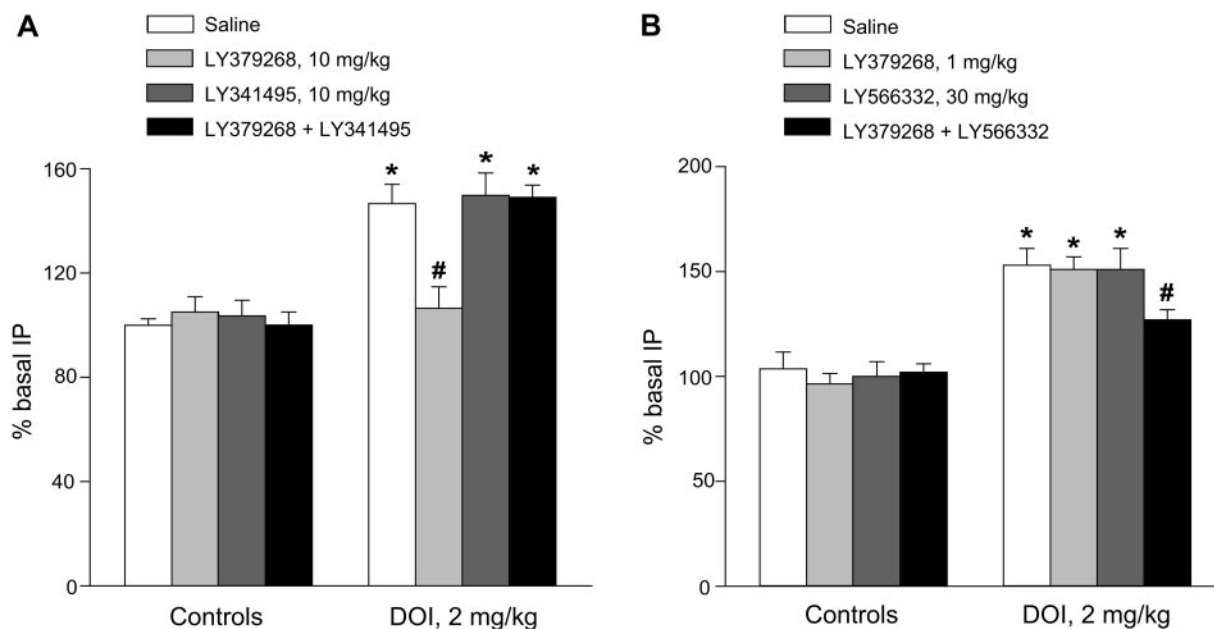 A
Saline
LY379268, 10 mg/kg
LY341495, 10 mg/kg
LY379268 + LY341495
% basal IP
160
120
80
40
0
*
#
*
*
Controls
DOI, 2 mg/kg
B
Saline
LY379268, 1 mg/kg
LY566332, 30 mg/kg
LY379268 + LY566332
% basal IP
200
150
100
50
0
*
*
*
#
Controls
DOI, 2 mg/kg